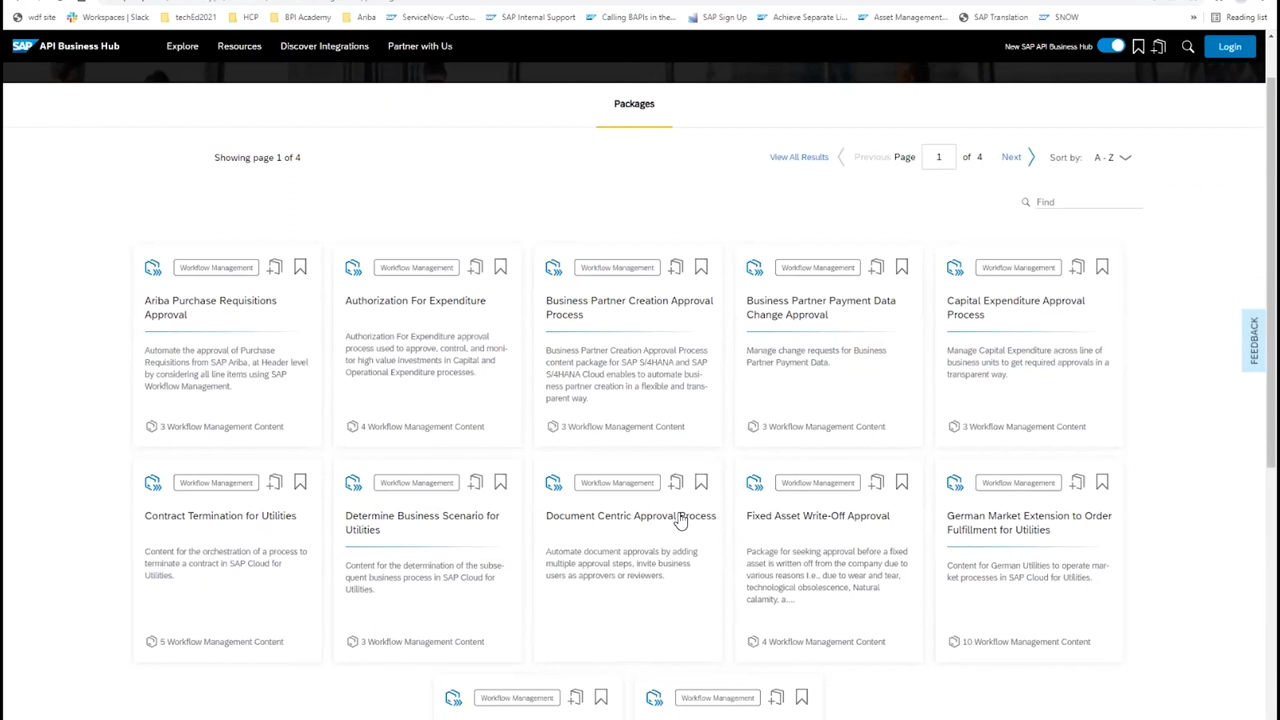 wdf site Workspaces | Slack techEd2021 HCP BPI Academy Ariba ServiceNow -Custo... SAP Internal Support Calling BAPIs in the... SAP Sign Up Achieve Separate Li... Asset Management... SAP Translation SNOW » Reading list
SAP API Business Hub Explore Resources Discover Integrations Partner with Us New SAP API Business Hub Login
Packages
Showing page 1 of 4 View All Results Previous Page 1 of 4 Next Sort by: A - Z
Find
Workflow Management
Ariba Purchase Requisitions
Approval
Automate the approval of Purchase
Requisitions from SAP Ariba, at Header level
by considering all line items using SAP
Workflow Management.
3 Workflow Management Content
Workflow Management
Authorization For Expenditure
Authorization For Expenditure approval
process used to approve, control, and moni-
tor high value investments in Capital and
Operational Expenditure processes.
4 Workflow Management Content
Workflow Management
Business Partner Creation Approval
Process
Business Partner Creation Approval Process
content package for SAP S/4HANA and SAP
S/4HANA Cloud enables to automate busi-
ness partner creation in a flexible and trans-
parent way.
3 Workflow Management Content
Workflow Management
Business Partner Payment Data
Change Approval
Manage change requests for Business
Partner Payment Data.
3 Workflow Management Content
Workflow Management
Capital Expenditure Approval
Process
Manage Capital Expenditure across line of
business units to get required approvals in a
transparent way.
3 Workflow Management Content
FEEDBACK
Workflow Management
Contract Termination for Utilities
Content for the orchestration of a process to
terminate a contract in SAP Cloud for
Utilities.
5 Workflow Management Content
Workflow Management
Determine Business Scenario for
Utilities
Content for the determination of the subse-
quent business process in SAP Cloud for
Utilities.
3 Workflow Management Content
Workflow Management
Document Centric Approval Process
Automate document approvals by adding
multiple approval steps, invite business
users as approvers or reviewers.
Workflow Management
Fixed Asset Write-Off Approval
Package for seeking approval before a fixed
asset is written off from the company due to
various reasons i.e., due to wear and tear,
technological obsolescence, Natural
calamity, a....
4 Workflow Management Content
Workflow Management
German Market Extension to Order
Fulfillment for Utilities
Content for German Utilities to operate mar-
ket processes in SAP Cloud for Utilities.
10 Workflow Management Content
Workflow Management
Workflow Management